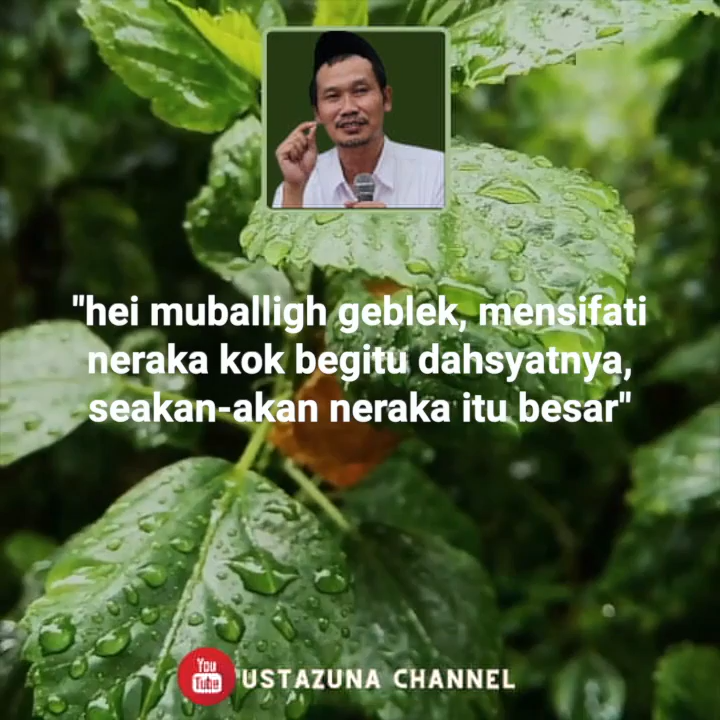 "hei muballigh geblek, mensifati
neraka kok begitu dahsyatnya,
seakan-akan neraka itu besar"
You
Tube
USTAZUNA CHANNEL